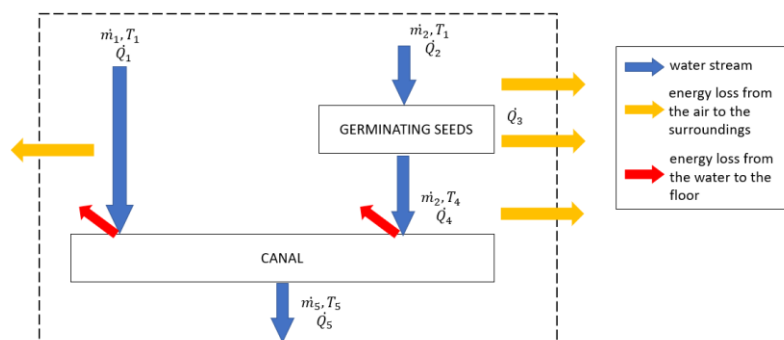 ṁ₁, T₁
Q̇₁
ṁ₂, T₁
Q̇₂
GERMINATING SEEDS
Q̇₃
ṁ₂, T₄
Q̇₄
CANAL
ṁ₅, T₅
Q̇₅
water stream
energy loss from
the air to the
surroundings
energy loss from
the water to the
floor